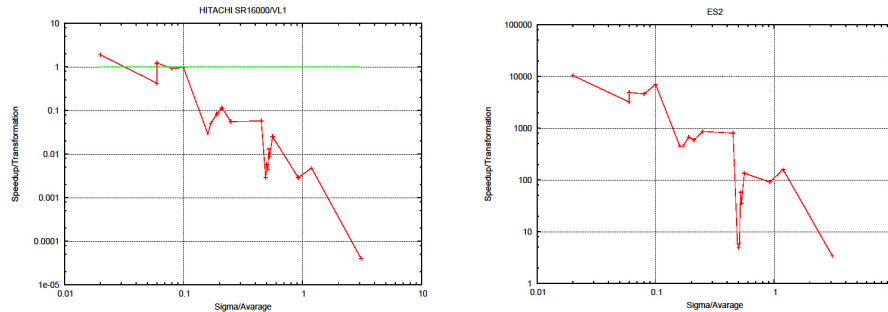 HITACHI SR16000/VL1
10
1
0.1
0.01
0.001
0.0001
1e-05
Speedup/Transformation
0.01
0.1
1
10
Sigma/Avarage
ES2
100000
10000
1000
100
10
1
Speedup/Transformation
0.01
0.1
1
Sigma/Avarage